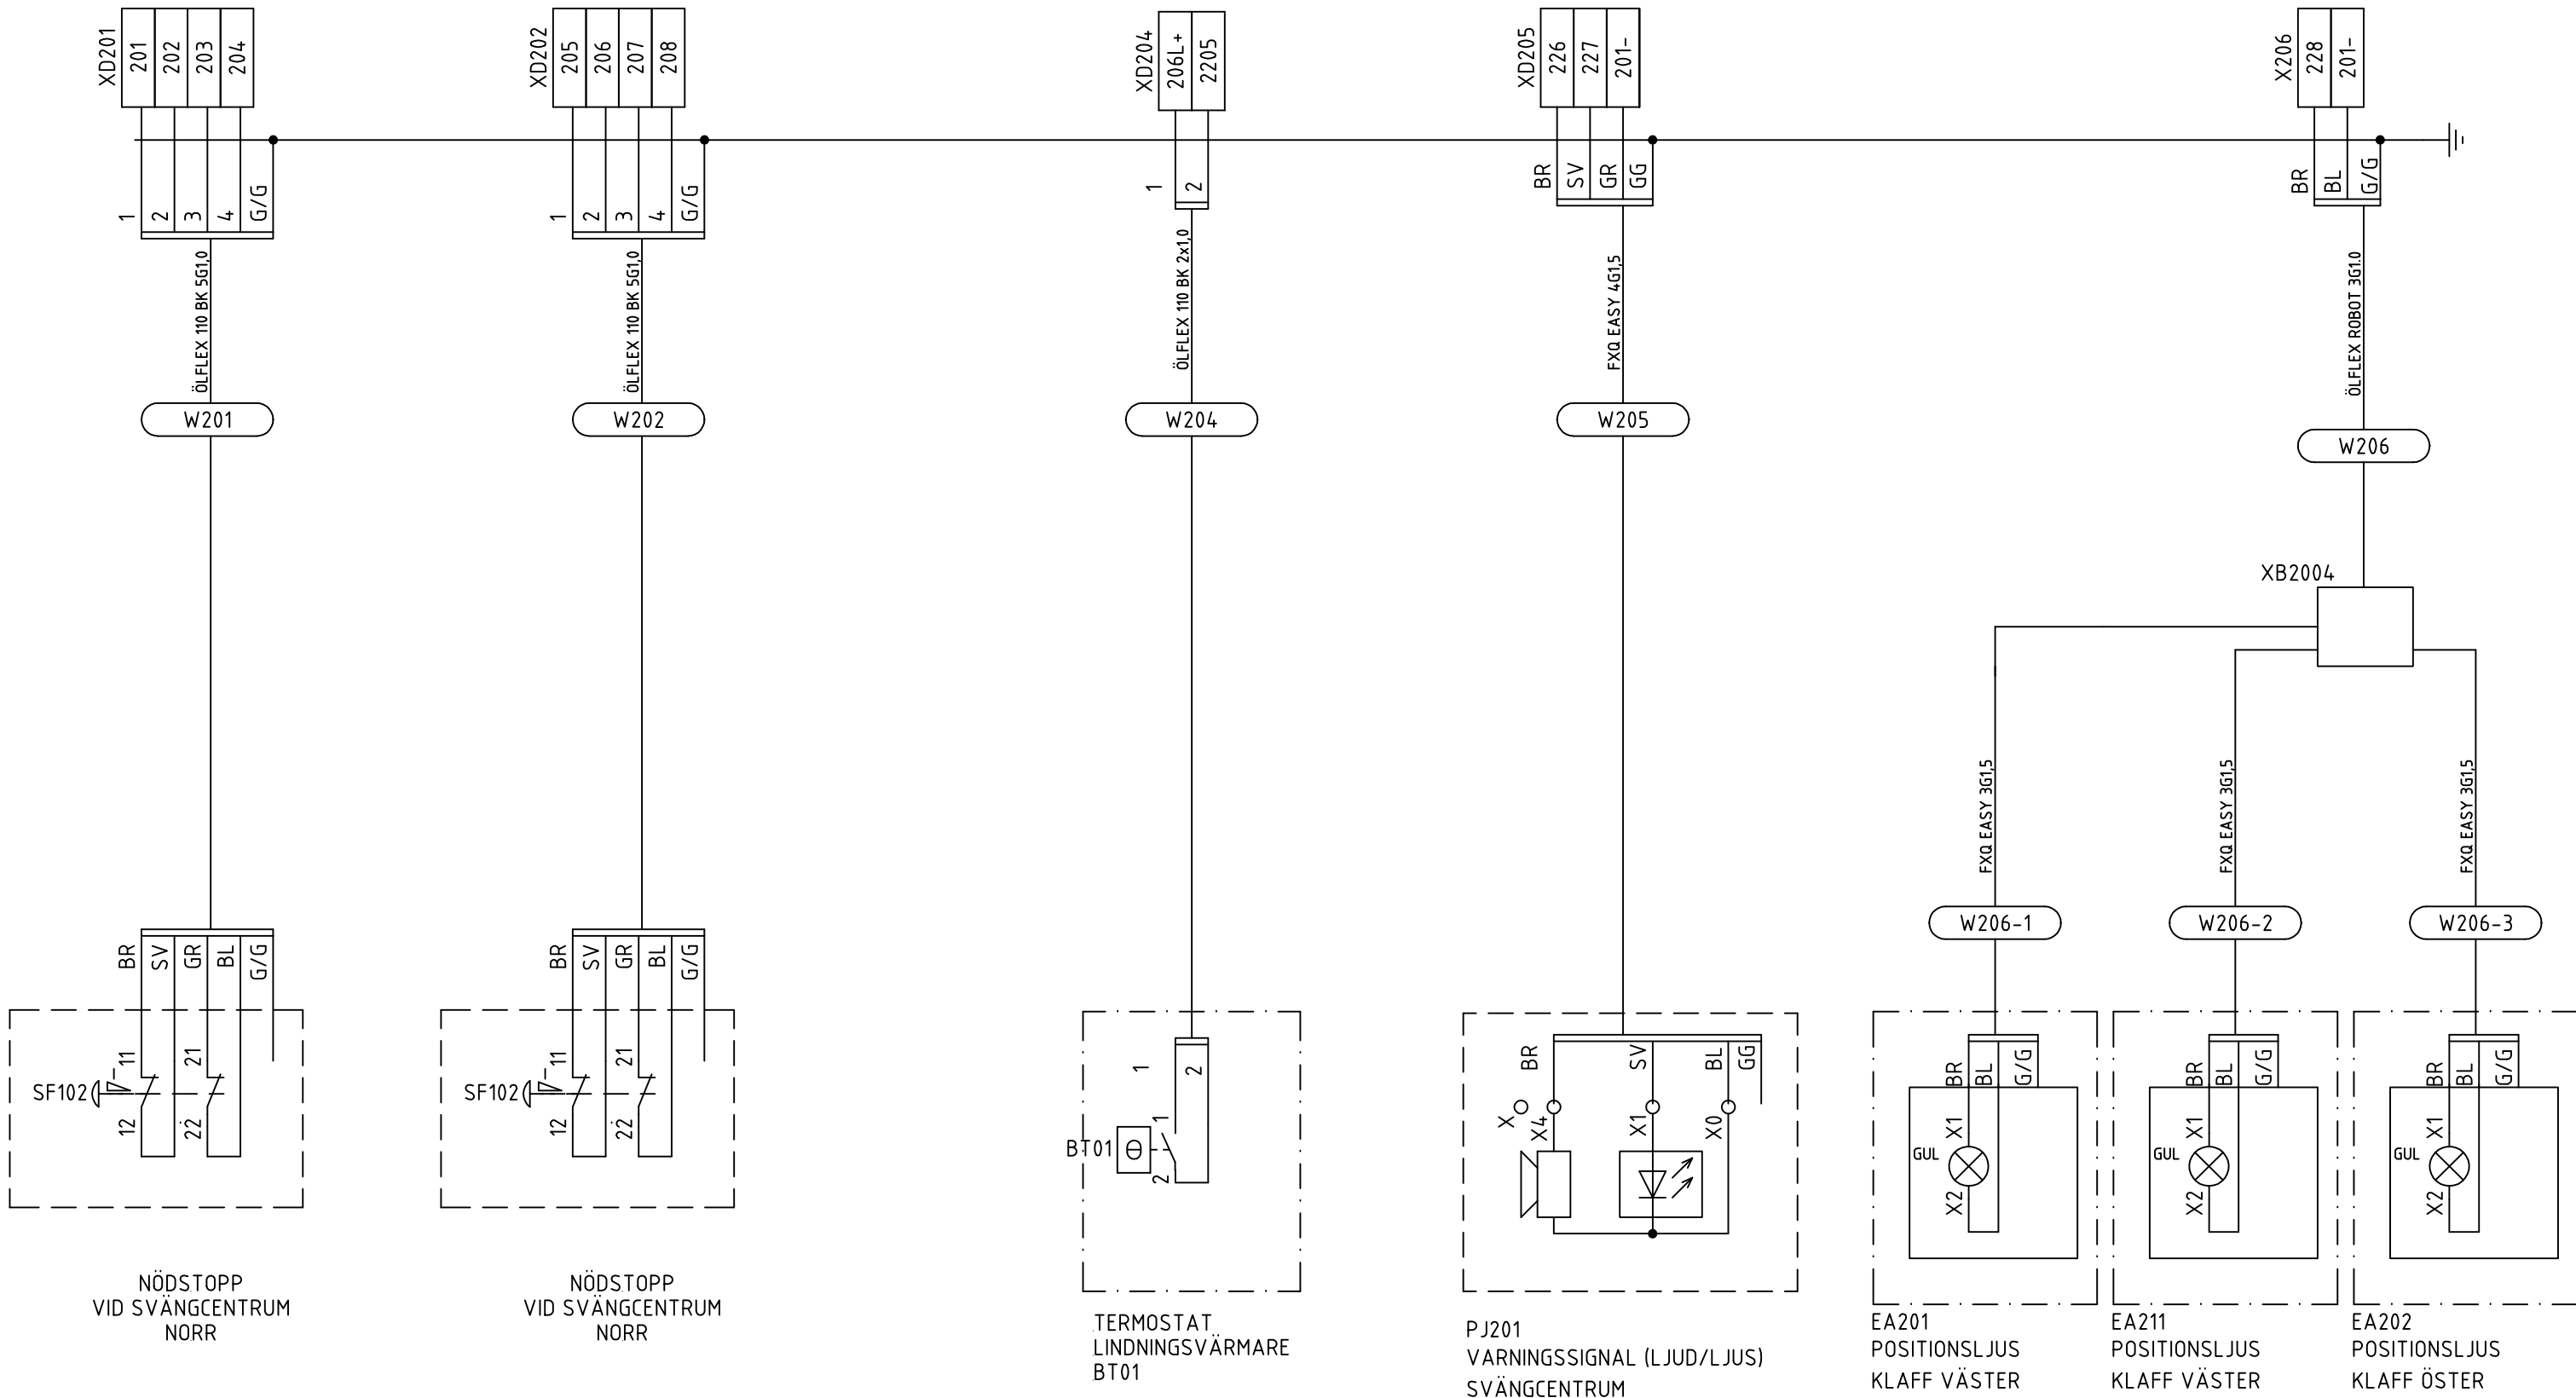 XD201
201
202
203
204
XD202
205
206
207
208
XD204
206L+
2205
XD205
226
227
201-
X206
228
201-
1
2
3
4
G/G
1
2
3
4
G/G
1
2
BR
SV
GR
GG
BR
BL
G/G
ÖLFLEX 110 BK 5G1,0
ÖLFLEX 110 BK 5G1,0
ÖLFLEX 110 BK 2x1,0
FXQ EASY 4G1,5
ÖLFLEX ROBOT 3G1.0
W201
W202
W204
W205
W206
XB2004
FXQ EASY 3G1,5
FXQ EASY 3G1,5
FXQ EASY 3G1,5
W206-1
W206-2
W206-3
BR
SV
GR
BL
G/G
SF102
11
12
21
22
BR
SV
GR
BL
G/G
SF102
11
12
21
22
1
2
BT01
Θ
1
2
BR
SV
BL
GG
X
X4
X1
X0
BR
BL
G/G
X1
GUL
X2
BR
BL
G/G
X1
GUL
X2
BR
BL
G/G
X1
GUL
X2
NÖDSTOPP
VID SVÄNGCENTRUM
NORR
NÖDSTOPP
VID SVÄNGCENTRUM
NORR
TERMOSTAT
LINDNINGSVÄRMARE
BT01
PJ201
VARNINGSSIGNAL (LJUD/LJUS)
SVÄNGCENTRUM
EA201
POSITIONSLJUS
KLAFF VÄSTER
EA211
POSITIONSLJUS
KLAFF VÄSTER
EA202
POSITIONSLJUS
KLAFF ÖSTER